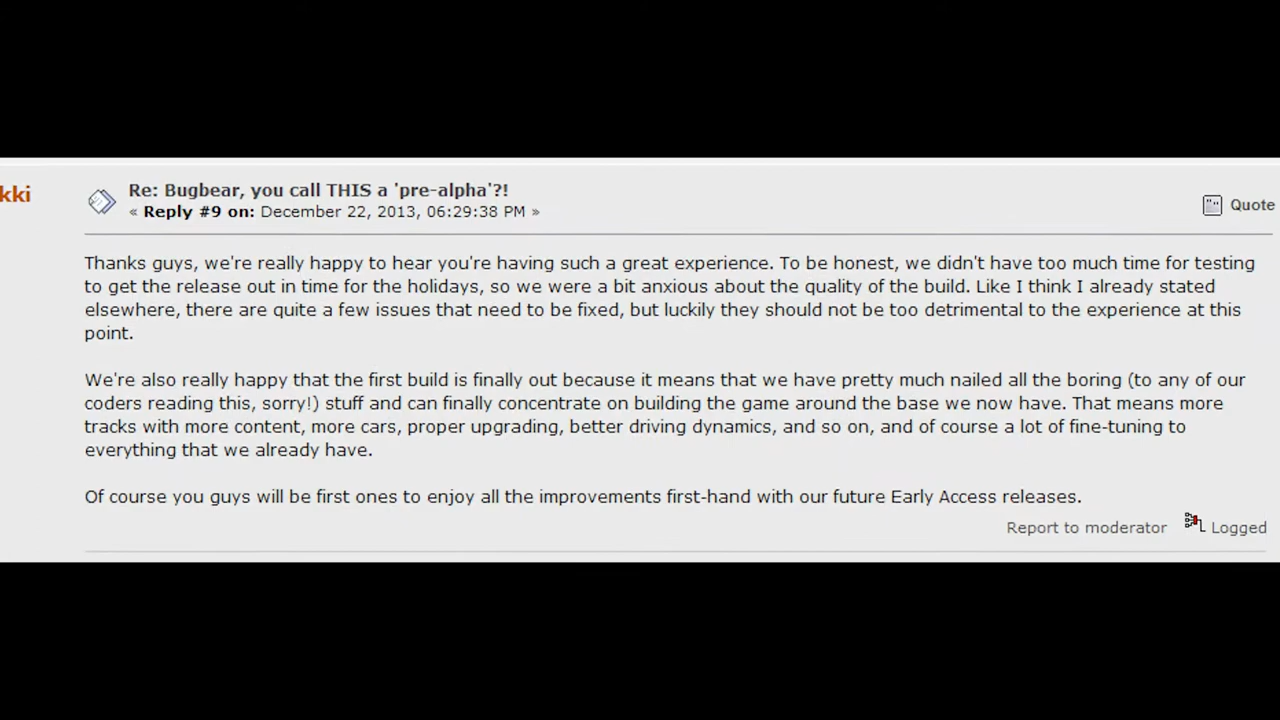 kki
Re: Bugbear, you call THIS a 'pre-alpha'?!
« Reply #9 on: December 22, 2013, 06:29:38 PM »
Quote
Thanks guys, we're really happy to hear you're having such a great experience. To be honest, we didn't have too much time for testing
to get the release out in time for the holidays, so we were a bit anxious about the quality of the build. Like I think I already stated
elsewhere, there are quite a few issues that need to be fixed, but luckily they should not be too detrimental to the experience at this
point.
We're also really happy that the first build is finally out because it means that we have pretty much nailed all the boring (to any of our
coders reading this, sorry!) stuff and can finally concentrate on building the game around the base we now have. That means more
tracks with more content, more cars, proper upgrading, better driving dynamics, and so on, and of course a lot of fine-tuning to
everything that we already have.
Of course you guys will be first ones to enjoy all the improvements first-hand with our future Early Access releases.
Report to moderator
Logged